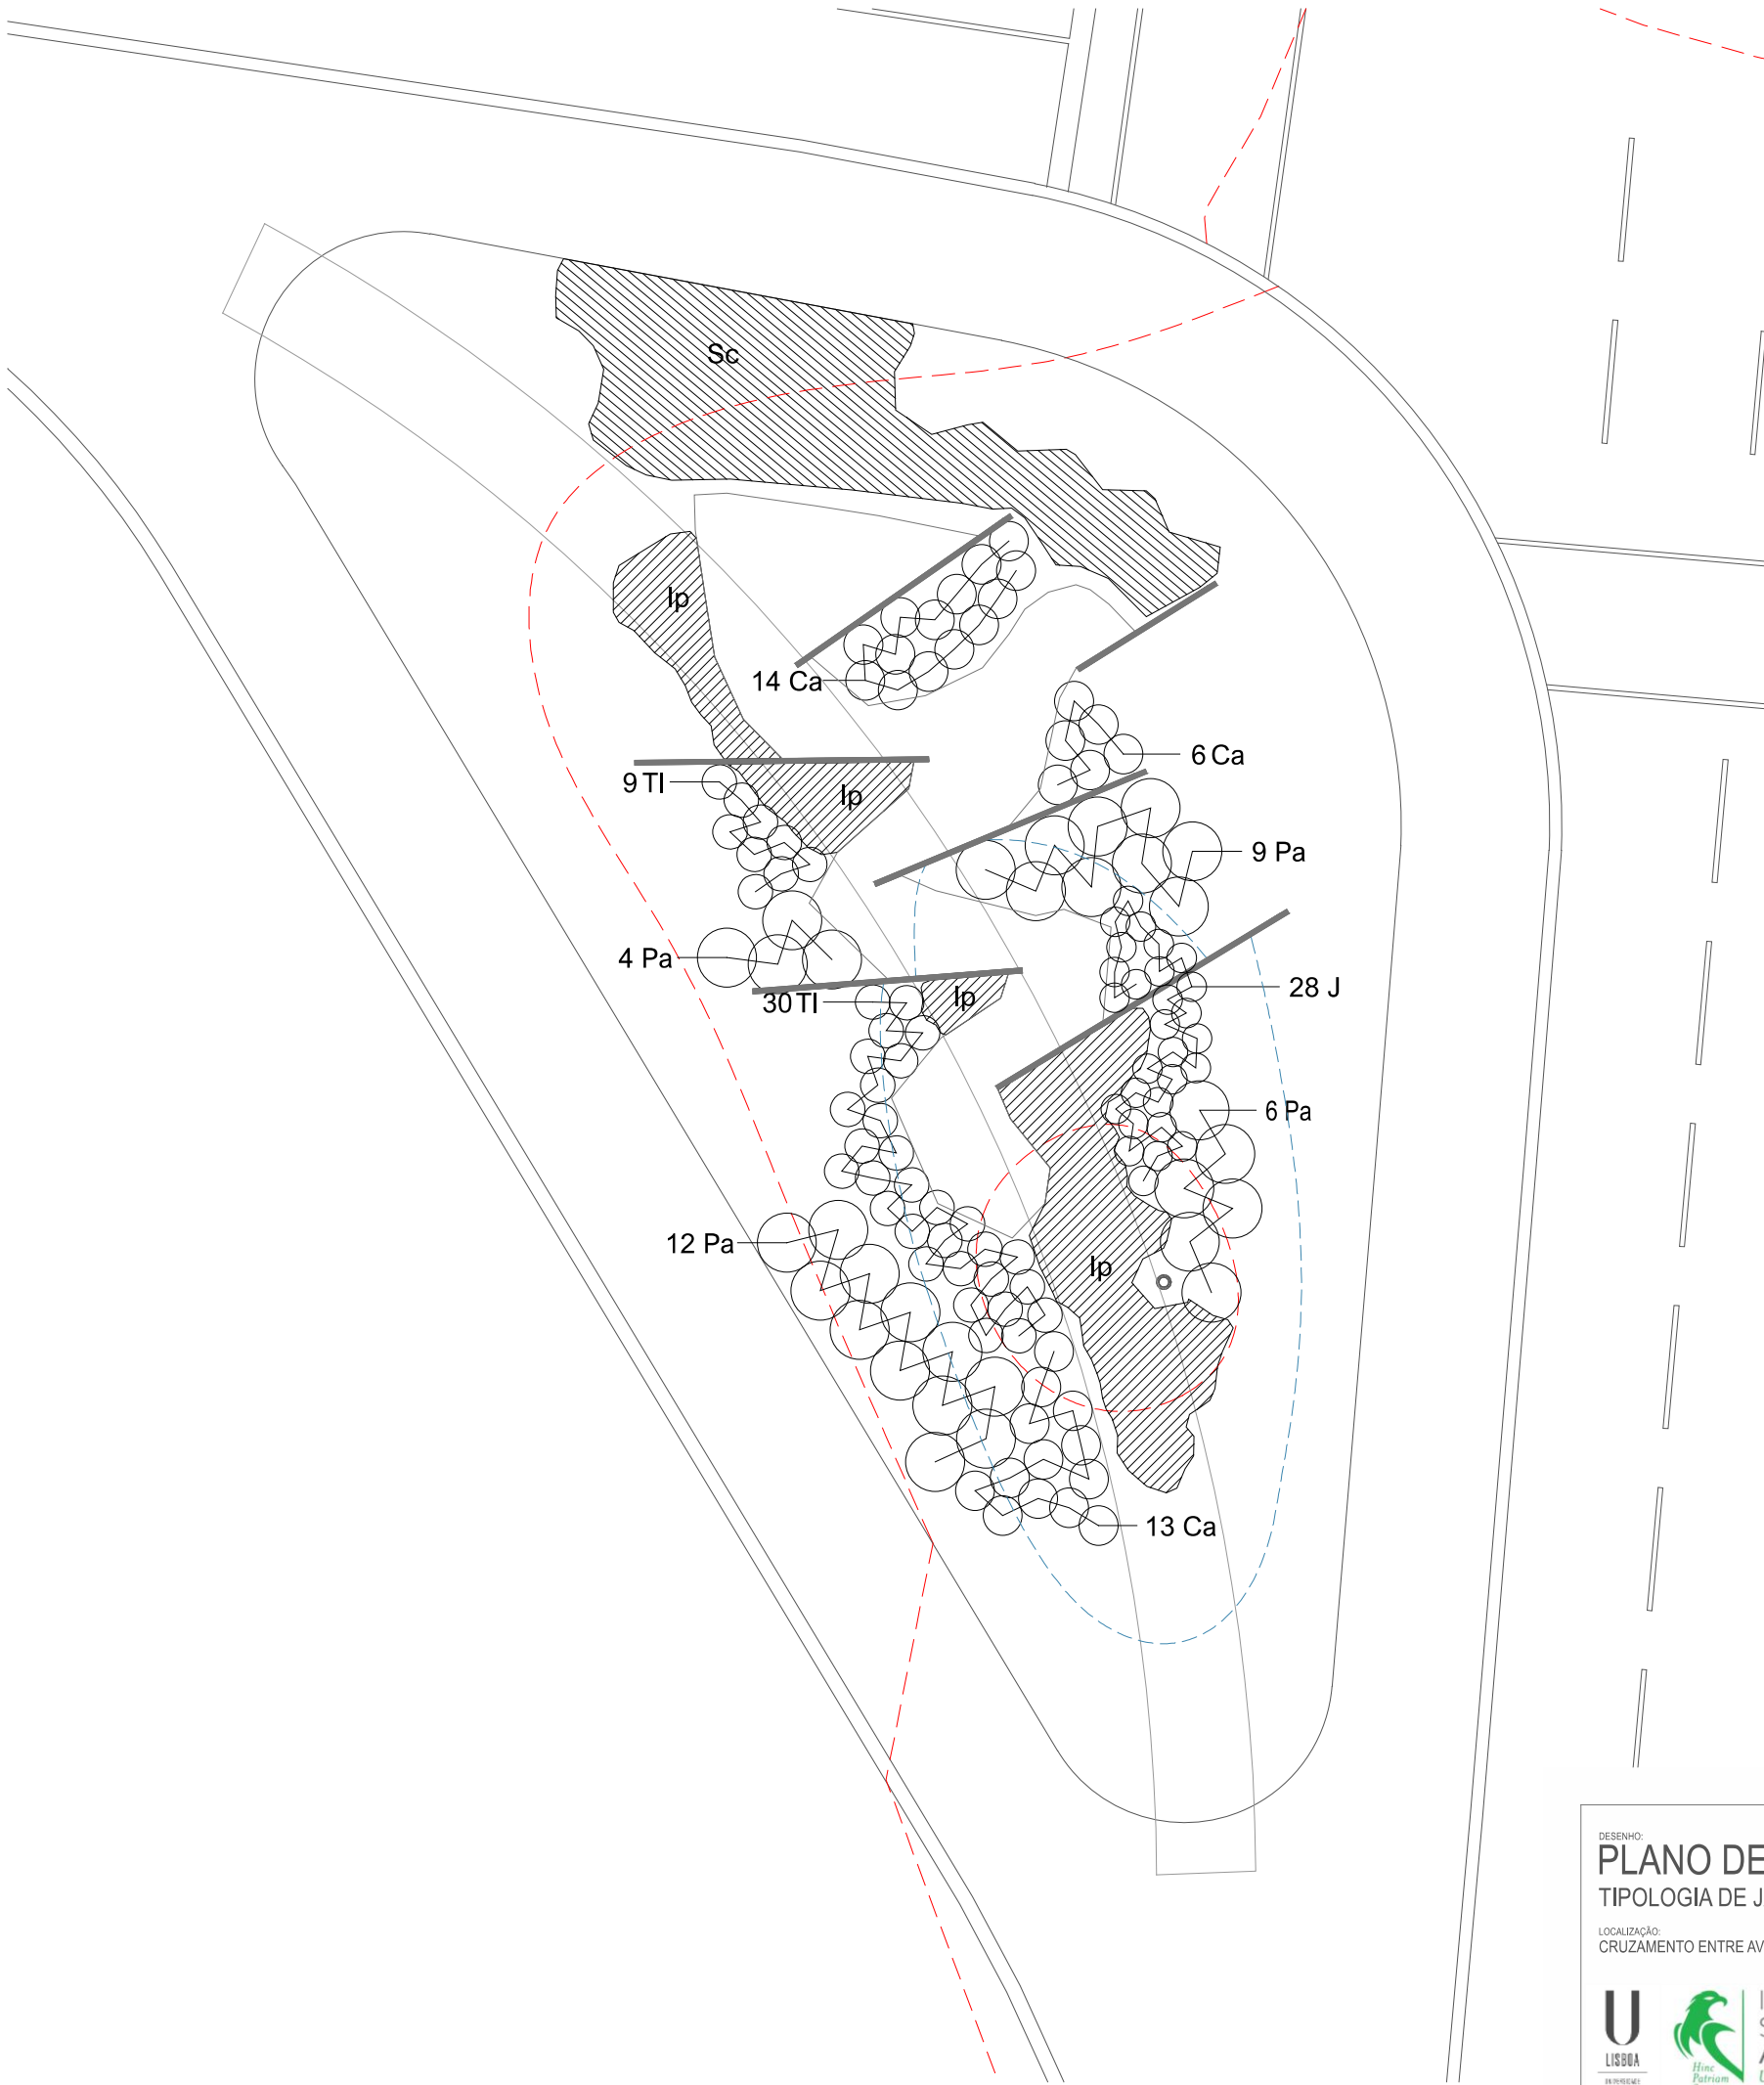 Sc
Ip
14 Ca
6 Ca
9 Tl
Ip
9 Pa
4 Pa
28 J
30 Tl
Ip
6 Pa
12 Pa
Ip
13 Ca
DESENHO:
PLANO DE
TIPOLOGIA DE J
LOCALIZAÇÃO:
CRUZAMENTO ENTRE AV
U
LISBOA
Hinc
Patriam